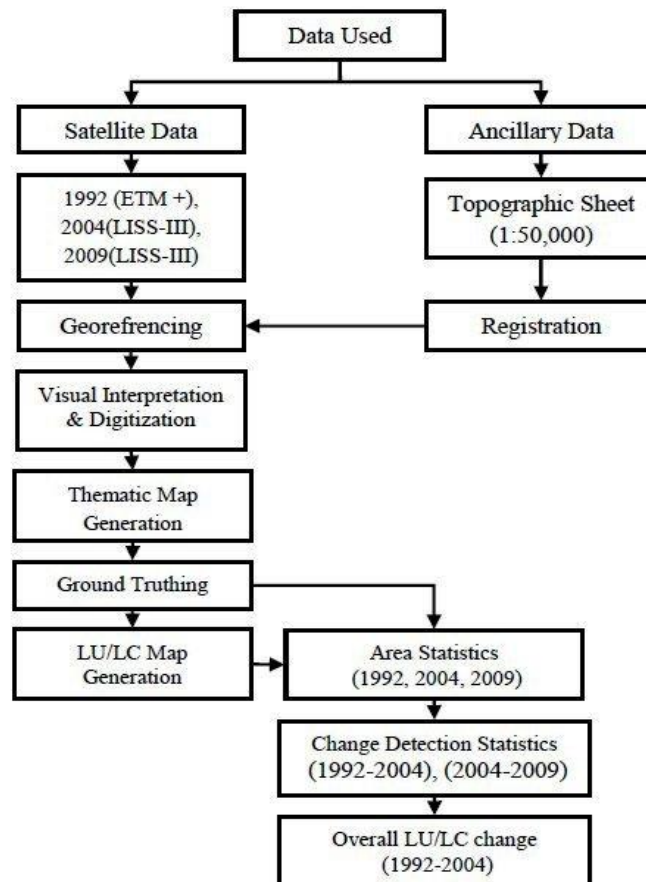 Data Used
Satellite Data
Ancillary Data
1992 (ETM +),
2004(LISS-III),
2009(LISS-III)
Topographic Sheet
(1:50,000)
Georefrencing
Registration
Visual Interpretation
& Digitization
Thematic Map
Generation
Ground Truthing
LU/LC Map
Generation
Area Statistics
(1992, 2004, 2009)
Change Detection Statistics
(1992-2004), (2004-2009)
Overall LU/LC change
(1992-2004)